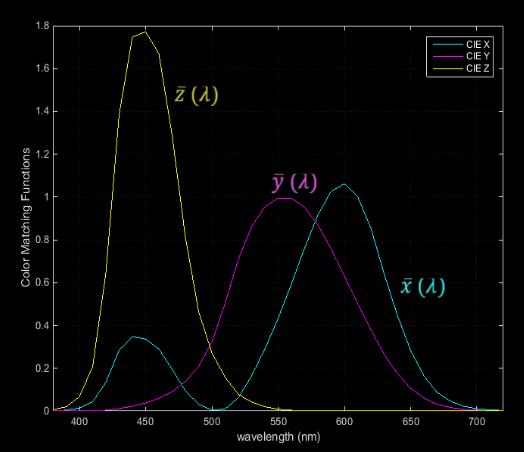 1.8
1.6
1.4
1.2
1
0.8
0.6
0.4
0.2
0
Color Matching Functions
CIE X
CIE Y
CIE Z
z̄ (λ)
ȳ (λ)
x̄ (λ)
400 450 500 550 600 650 700
wavelength (nm)